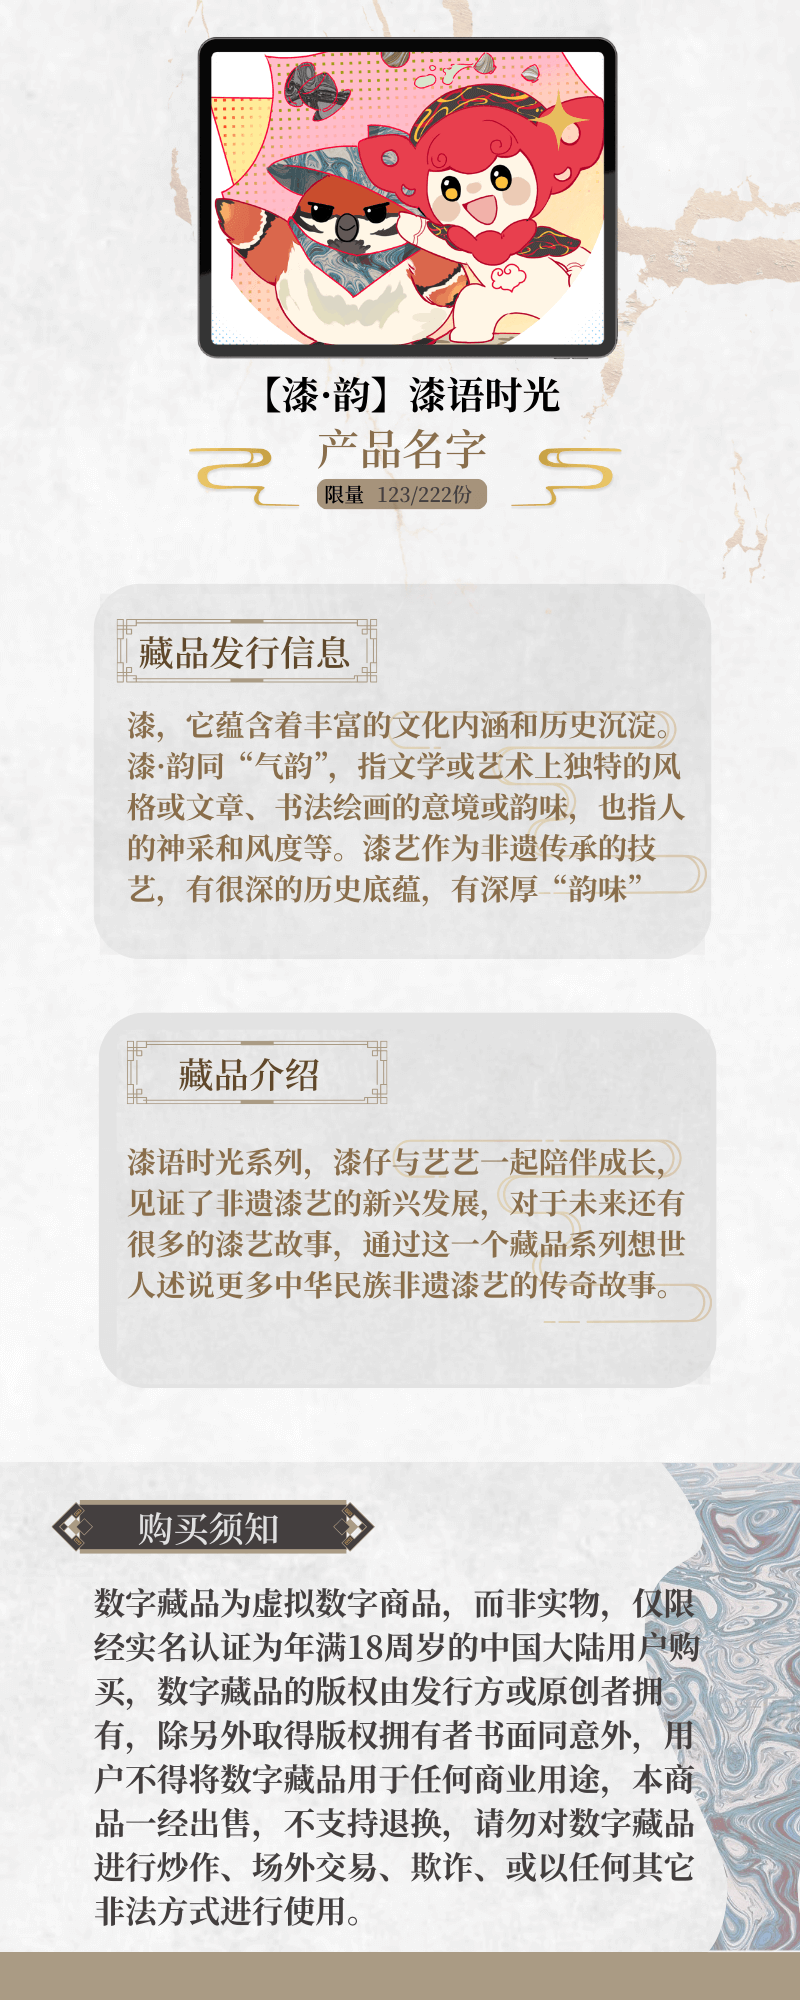 【漆·韵】漆语时光
产品名字
限量 123/222份
藏品发行信息
漆，它蕴含着丰富的文化内涵和历史沉淀。
漆·韵同“气韵”，指文学或艺术上独特的风
格或文章、书法绘画的意境或韵味，也指人
的神采和风度等。漆艺作为非遗传承的技
艺，有很深的历史底蕴，有深厚“韵味”
藏品介绍
漆语时光系列，漆仔与艺艺一起陪伴成长，
见证了非遗漆艺的新兴发展，对于未来还有
很多的漆艺故事，通过这一个藏品系列想世
人述说更多中华民族非遗漆艺的传奇故事。
购买须知
数字藏品为虚拟数字商品，而非实物，仅限
经实名认证为年满18周岁的中国大陆用户购
买，数字藏品的版权由发行方或原创者拥
有，除另外取得版权拥有者书面同意外，用
户不得将数字藏品用于任何商业用途，本商
品一经出售，不支持退换，请勿对数字藏品
进行炒作、场外交易、欺诈、或以任何其它
非法方式进行使用。